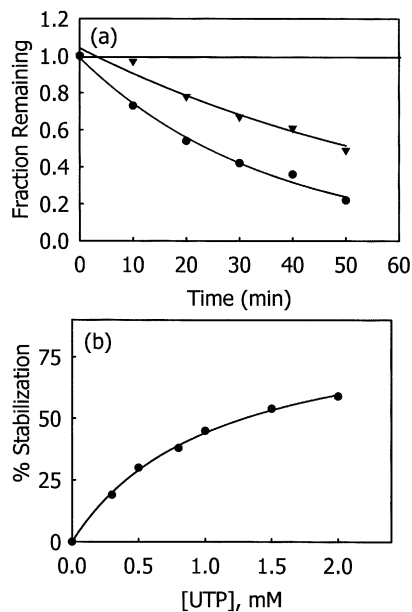 (a)
Fraction Remaining
1.2
1.0
0.8
0.6
0.4
0.2
0.0
0 10 20 30 40 50 60
Time (min)
(b)
% Stabilization
75
50
25
0
0.0 0.5 1.0 1.5 2.0
[UTP], mM